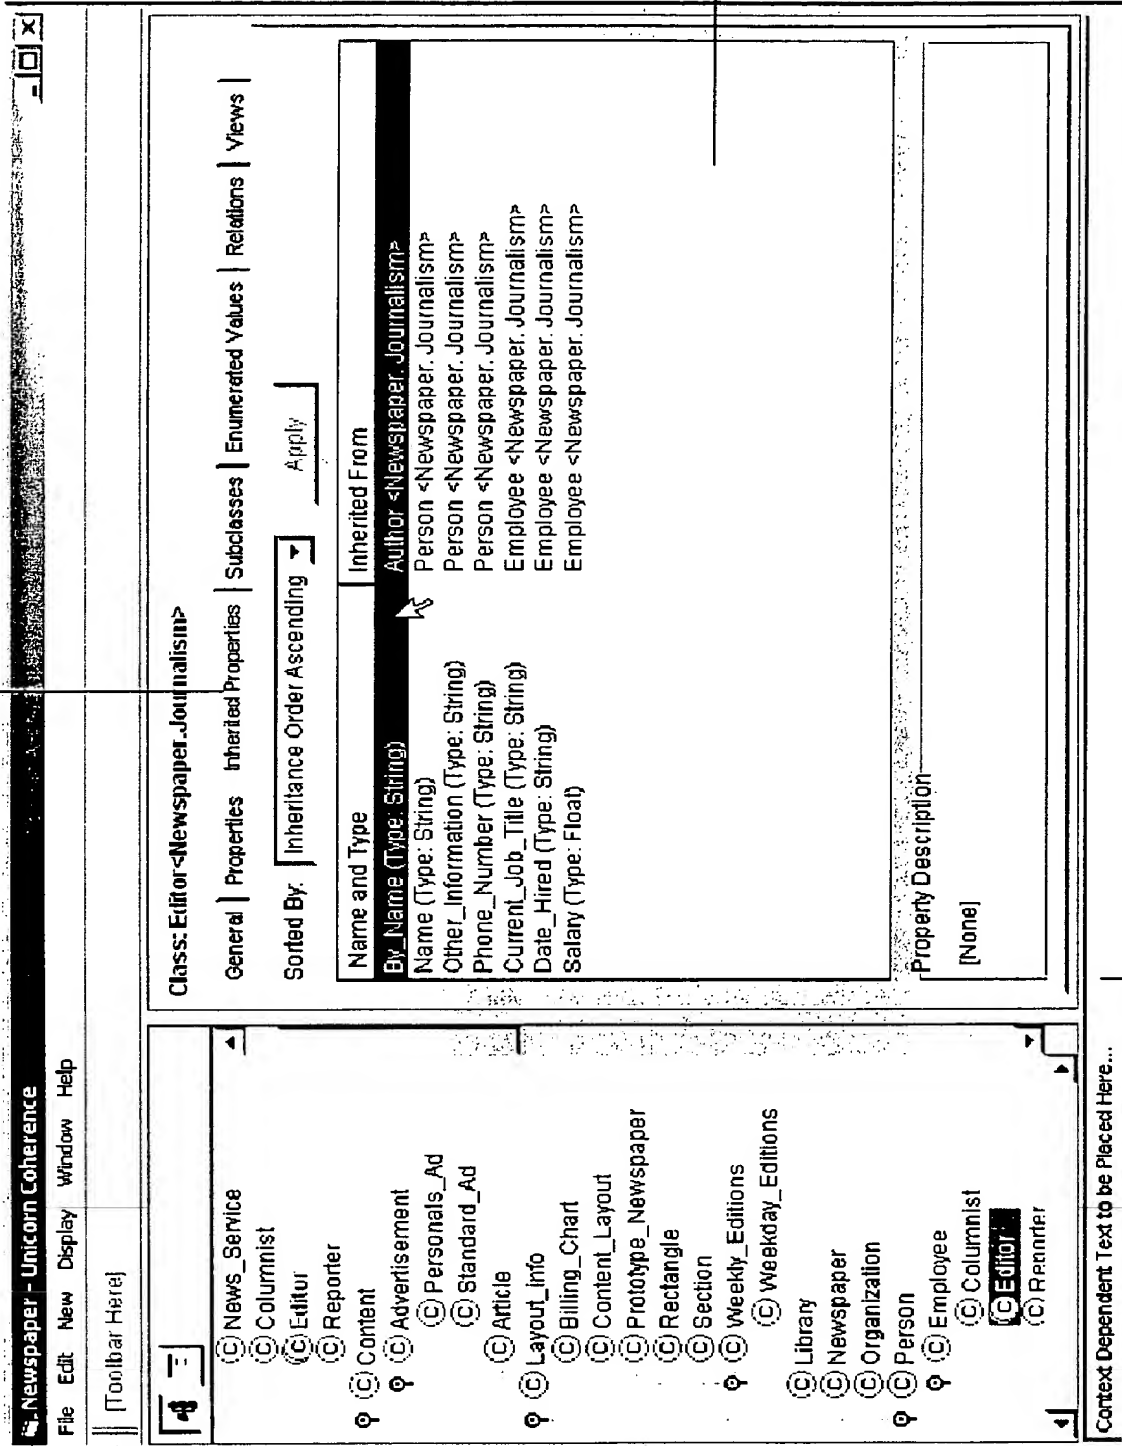 Newspaper - Unicorn Coherence
File Edit New Display Window Help
[Toolbar Here]
News_Service
Columnist
Editor
Reporter
Content
Advertisement
Personals_Ad
Standard_Ad
Article
Layout_Info
Billing_Chart
Content_Layout
Prototype_Newspaper
Rectangle
Section
Weekly_Editions
Weekday_Editions
Library
Newspaper
Organization
Person
Employee
Columnist
Editor
Reporter
Class: Editor<Newspaper.Journalism>
General Properties Inherited Properties Subclasses Enumerated Values Relations Views
Sorted By: Inheritance Order Ascending Apply
Name and Type Inherited From
By_Name (Type: String) Author <Newspaper. Journalism>
Name (Type: String) Person <Newspaper. Journalism>
Other_Information (Type: String) Person <Newspaper. Journalism>
Phone_Number (Type: String) Person <Newspaper. Journalism>
Current_Job_Title (Type: String) Employee <Newspaper. Journalism>
Date_Hired (Type: String) Employee <Newspaper. Journalism>
Salary (Type: Float) Employee <Newspaper. Journalism>
Property Description
[None]
Context Dependent Text to be Placed Here...